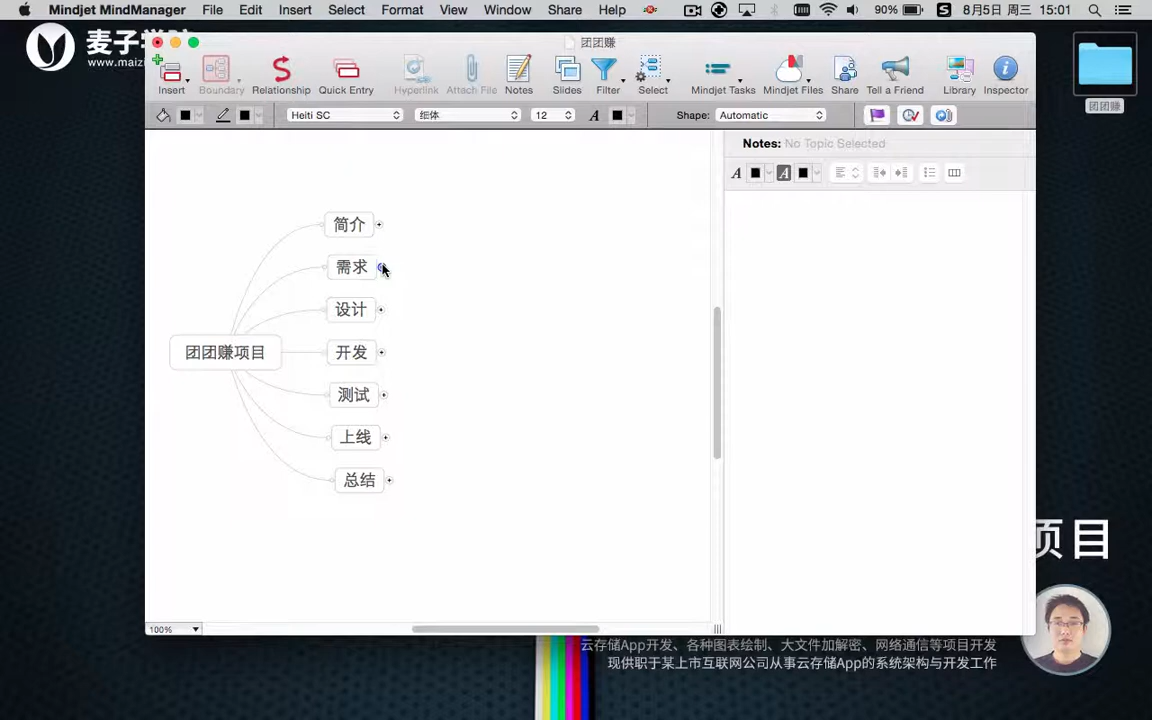 Mindjet MindManager File Edit Insert Select Format View Window Share Help 90% 8月5日 周三 15:01
麦子学
www.maiz
团团赚
Insert Boundary Relationship Quick Entry Hyperlink Attach File Notes Slides Filter Select Mindjet Tasks Mindjet Files Share Tell a Friend Library Inspector
团团赚
Heiti SC 细体 12 Shape: Automatic
Notes: No Topic Selected
简介
需求
设计
团团赚项目
开发
测试
上线
总结
项目
100%
云存储App开发、各种图表绘制、大文件加解密、网络通信等项目开发
现供职于某上市互联网公司从事云存储App的系统架构与开发工作